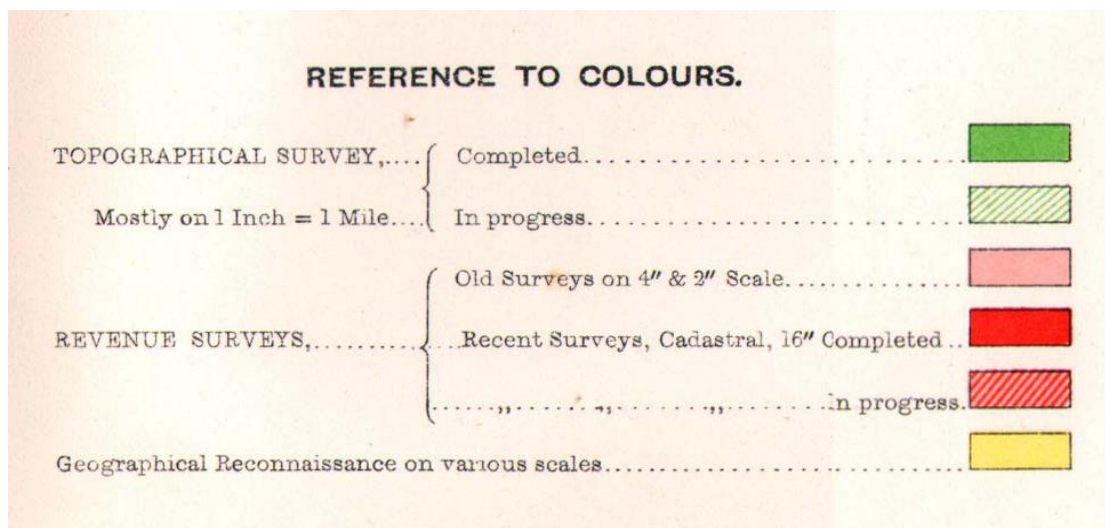 REFERENCE TO COLOURS.
TOPOGRAPHICAL SURVEY,.... Completed........................
Mostly on 1 Inch = 1 Mile.... In progress........................
Old Surveys on 4" & 2" Scale..............
REVENUE SURVEYS,......... ...Recent Surveys, Cadastral, 16" Completed ..
......,,.......,,.........,,........In progress.
Geographical Reconnaissance on various scales.............................